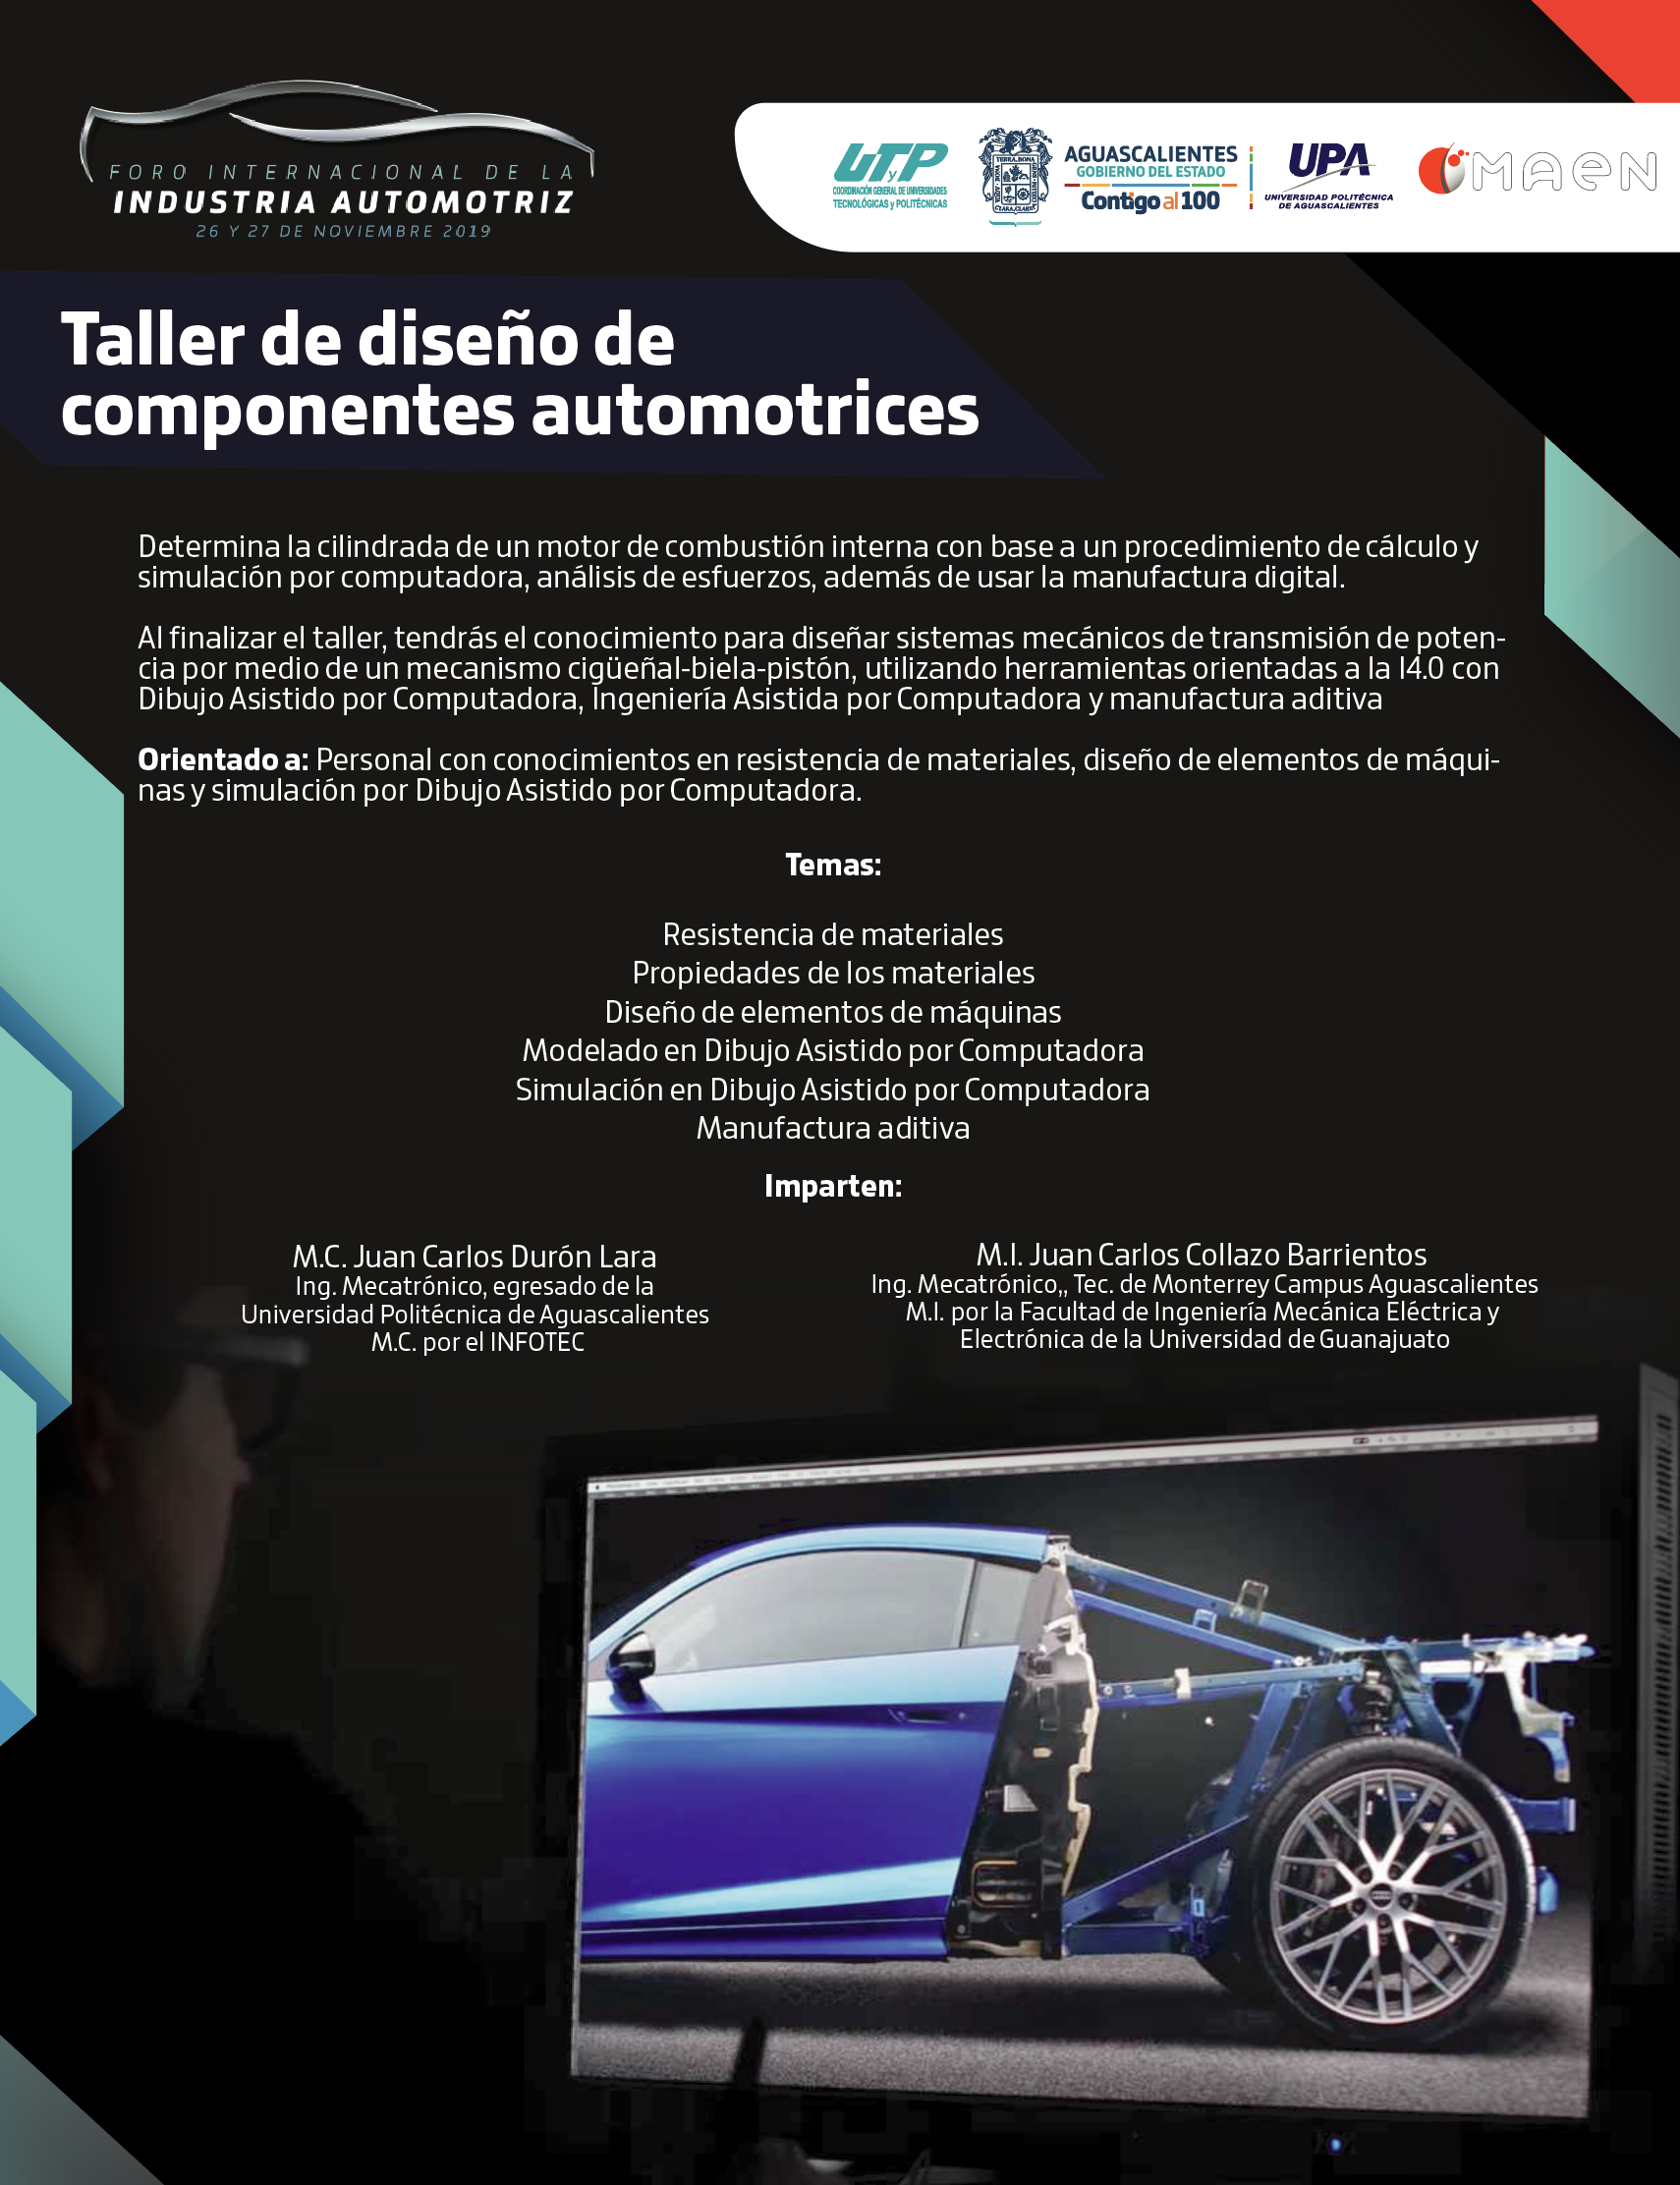 FORO INTERNACIONAL DE LA
INDUSTRIA AUTOMOTRIZ
26 Y 27 DE NOVIEMBRE 2019
UTyP
COORDINACIÓN GENERAL DE UNIVERSIDADES
TECNOLÓGICAS y POLITÉCNICAS
TERRA BONA
CLARA CLARUM
AGUASCALIENTES
GOBIERNO DEL ESTADO
Contigo al 100
UPA
UNIVERSIDAD POLITÉCNICA
DE AGUASCALIENTES
MAEN
Taller de diseño de
componentes automotrices
Determina la cilindrada de un motor de combustión interna con base a un procedimiento de cálculo y
simulación por computadora, análisis de esfuerzos, además de usar la manufactura digital.
Al finalizar el taller, tendrás el conocimiento para diseñar sistemas mecánicos de transmisión de poten-
cia por medio de un mecanismo cigüeñal-biela-pistón, utilizando herramientas orientadas a la I4.0 con
Dibujo Asistido por Computadora, Ingeniería Asistida por Computadora y manufactura aditiva
Orientado a: Personal con conocimientos en resistencia de materiales, diseño de elementos de máqui-
nas y simulación por Dibujo Asistido por Computadora.
Temas:
Resistencia de materiales
Propiedades de los materiales
Diseño de elementos de máquinas
Modelado en Dibujo Asistido por Computadora
Simulación en Dibujo Asistido por Computadora
Manufactura aditiva
Imparten:
M.C. Juan Carlos Durón Lara
Ing. Mecatrónico, egresado de la
Universidad Politécnica de Aguascalientes
M.C. por el INFOTEC
M.I. Juan Carlos Collazo Barrientos
Ing. Mecatrónico,, Tec. de Monterrey Campus Aguascalientes
M.I. por la Facultad de Ingeniería Mecánica Eléctrica y
Electrónica de la Universidad de Guanajuato